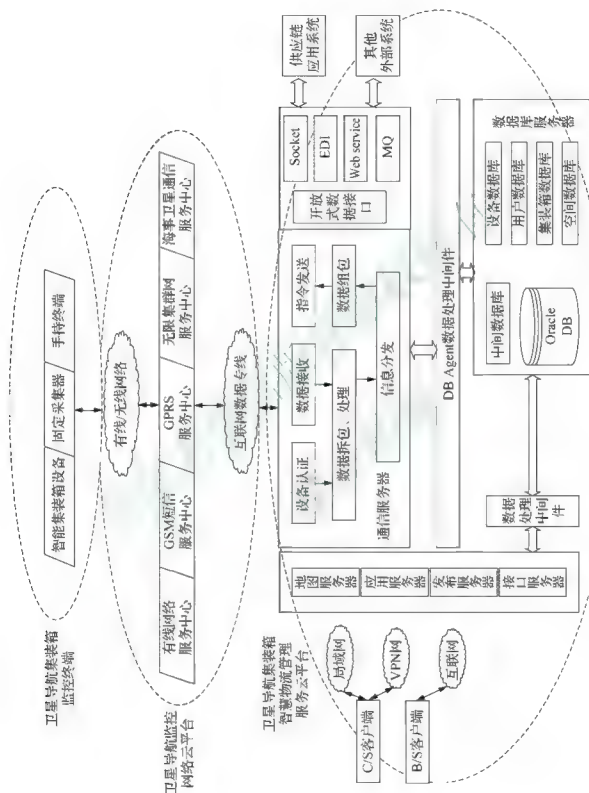 卫星导航集装箱
监控终端
智能集装箱设备
固定采集器
手待终端
有线/无线网络
卫星导航监控
网络云平台
有线网络
服务中心
GSM短信
服务中心
GPRS
服务中心
无限集群网
服务中心
海事卫星通信
服务中心
互联网数据专线
卫星导航集装箱
智慧物流管理
服务云平台
局域网
VPN网
互联网
C/S客户端
B/S客户端
地图
服务器
应用
服务器
发布
服务器
接口
服务器
设备认证
数据接收
指令发送
数据拆包、处理
数据组包
信息分发
通信服务器
开放
式数
据接
口
Socket
EDI
Web service
MQ
供应链
应用系统
其他
外部系统
DB Agent数据处理中间件
数据
处理
中间
件
中间数据库
Oracle
DB
设备数据库
用户数据库
集装箱数据库
空间数据库
数据
库服
务器